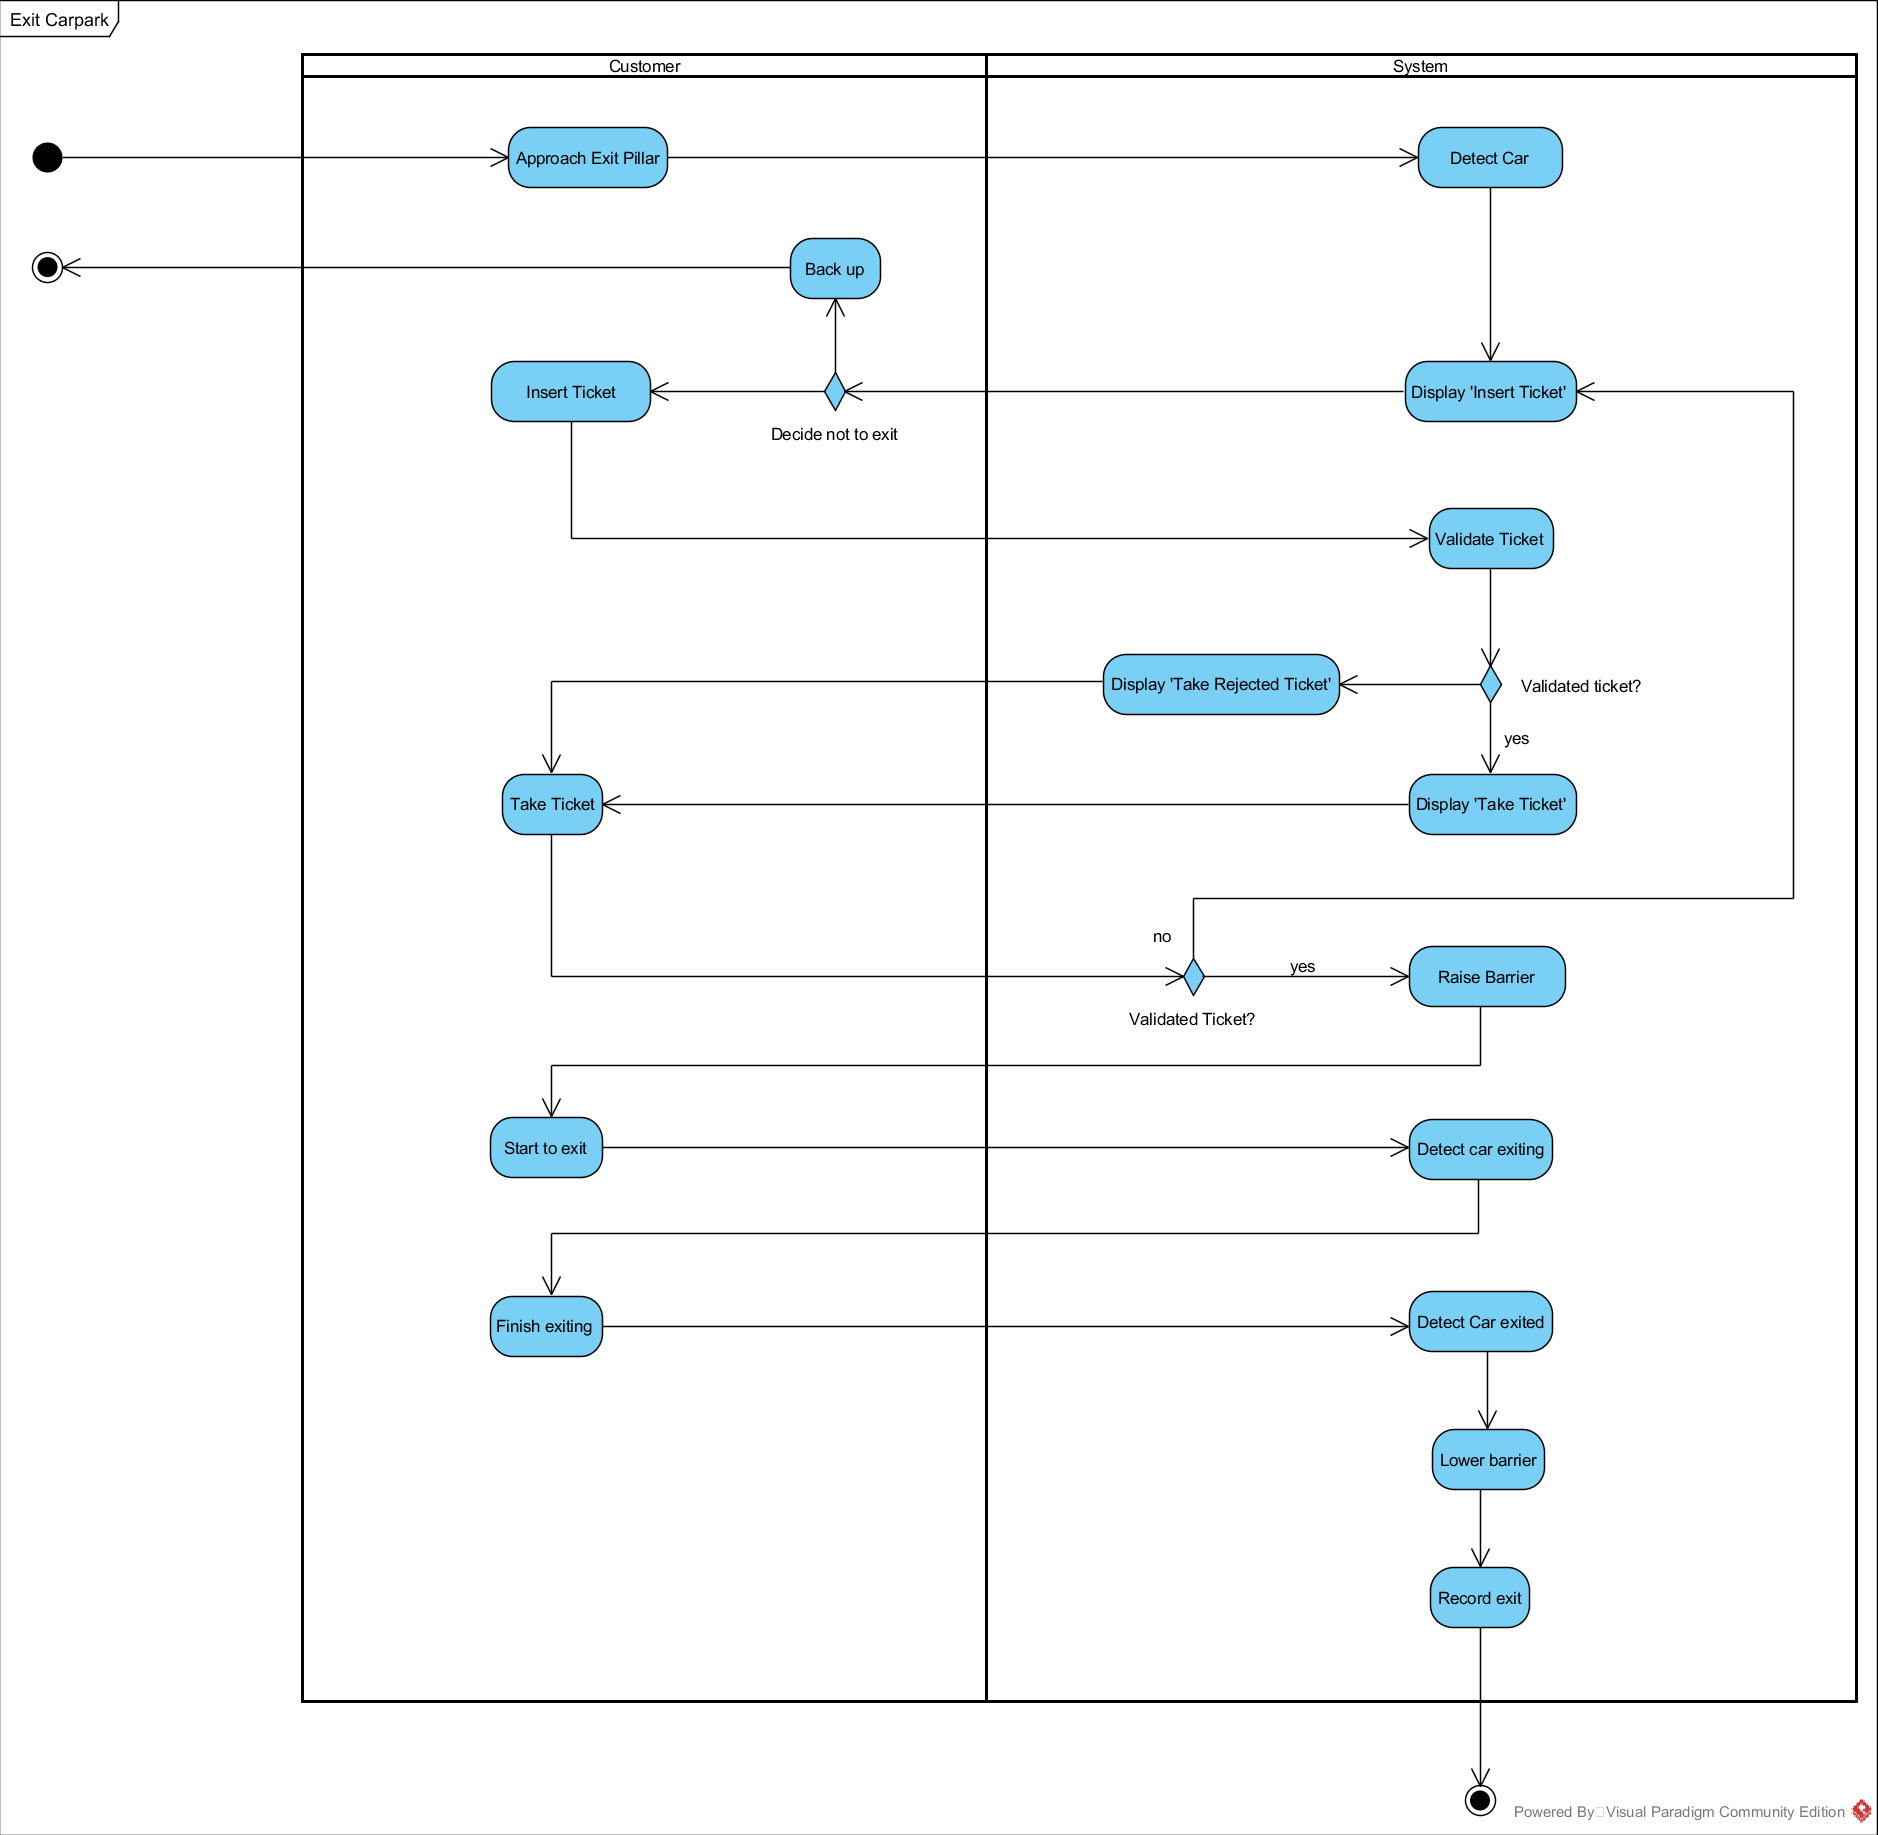 Exit Carpark
Customer
System
Approach Exit Pillar
Detect Car
Back up
Insert Ticket
Decide not to exit
Display 'Insert Ticket'
Validate Ticket
Display 'Take Rejected Ticket'
Validated ticket?
yes
Take Ticket
Display 'Take Ticket'
no
yes
Raise Barrier
Validated Ticket?
Start to exit
Detect car exiting
Finish exiting
Detect Car exited
Lower barrier
Record exit
Powered By Visual Paradigm Community Edition